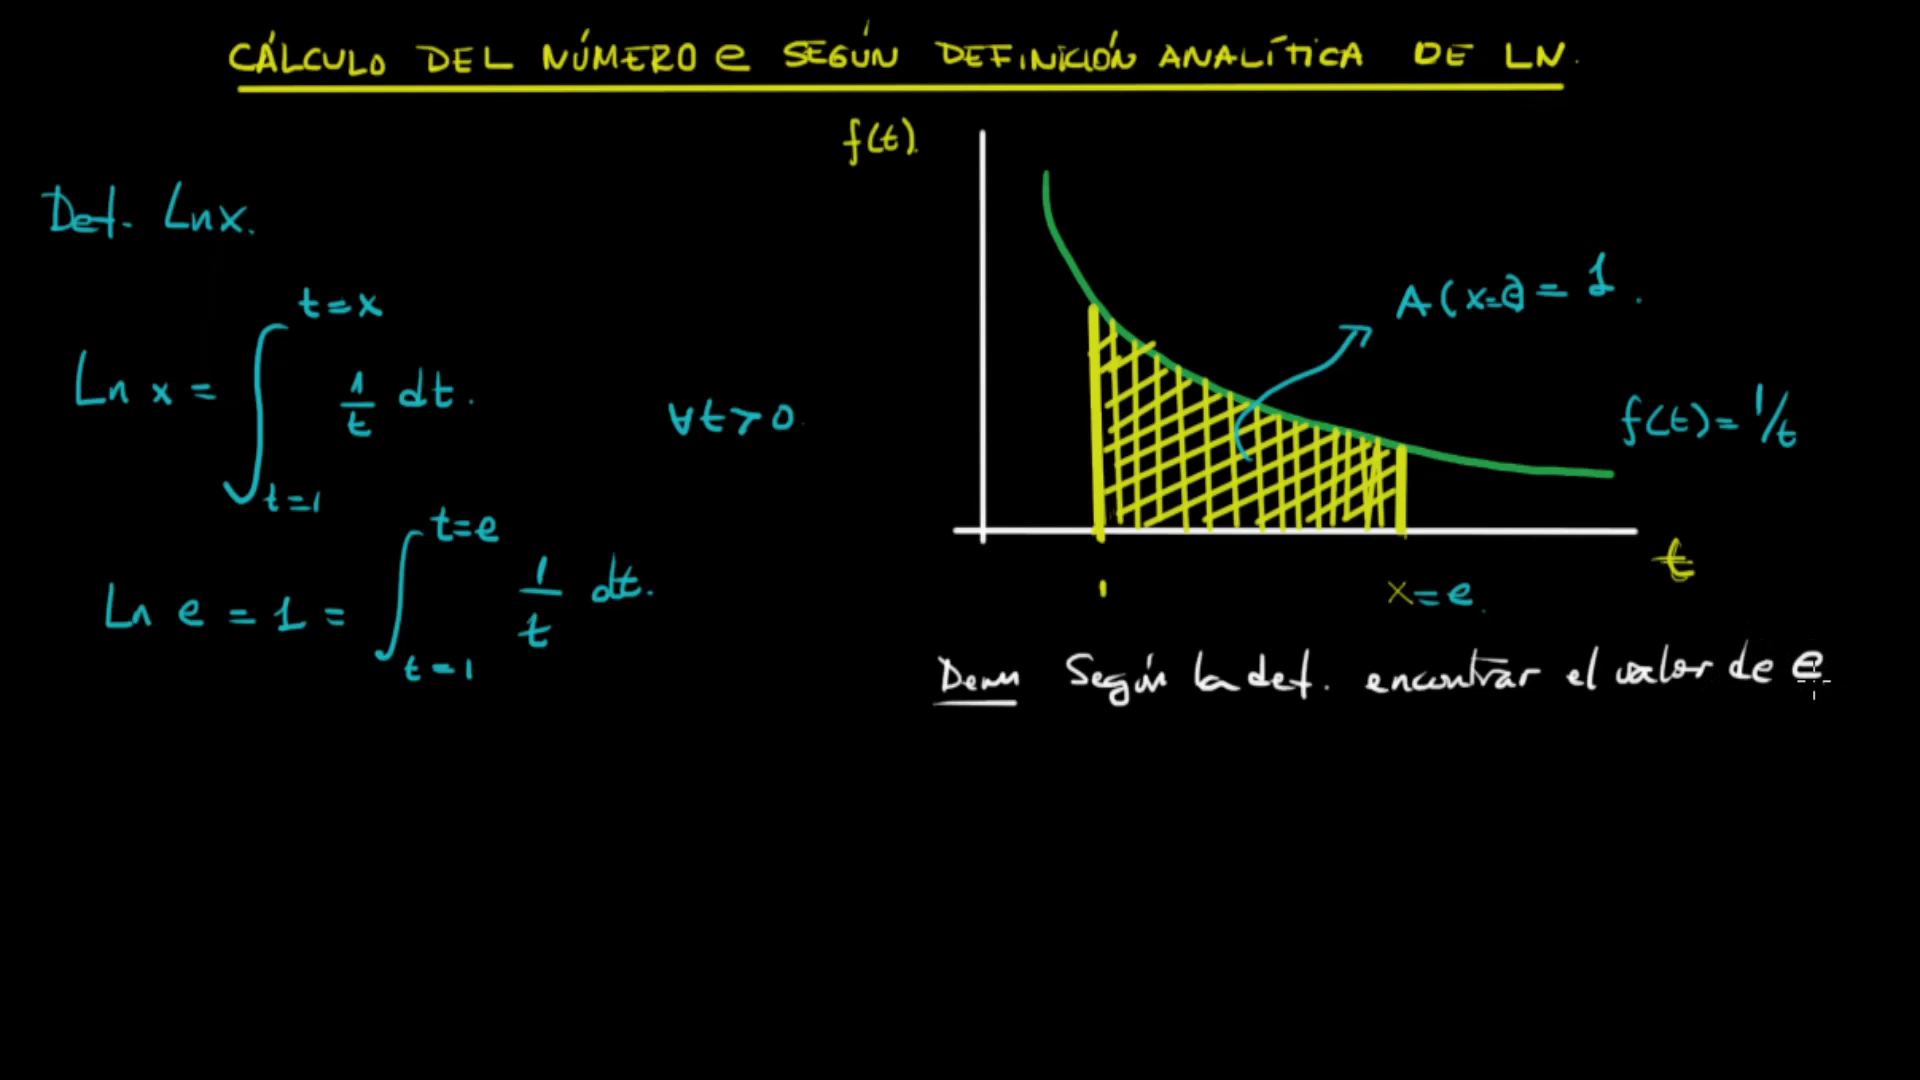 CÁLCULO DEL NÚMERO e SEGÚN DEFINICIÓN ANALÍTICA DE LN.
f(t).
Def. Ln x.
t=x
Ln x = ∫ 1/t dt.
t=1
∀t>0.
A(x=e) = 1.
f(t)=1/t
t
1
x=e.
t=e
Ln e = 1 = ∫ 1/t dt.
t=1
Dem Según la def. encontrar el valor de e